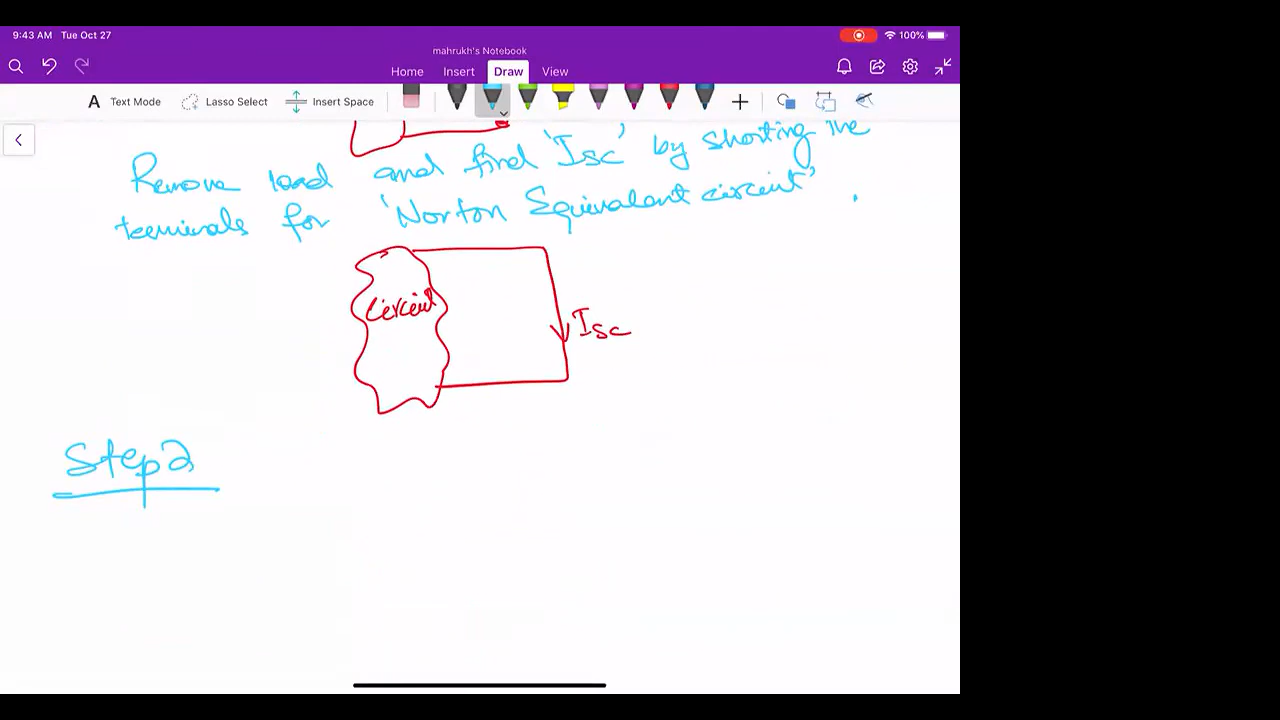 9:43 AM Tue Oct 27
100%
mahrukh's Notebook
Home Insert Draw View
A Text Mode Lasso Select Insert Space
Remove load and find 'Isc' by shorting the
terminals for 'Norton Equivalent circuit' .
Circuit
Isc
Step 2